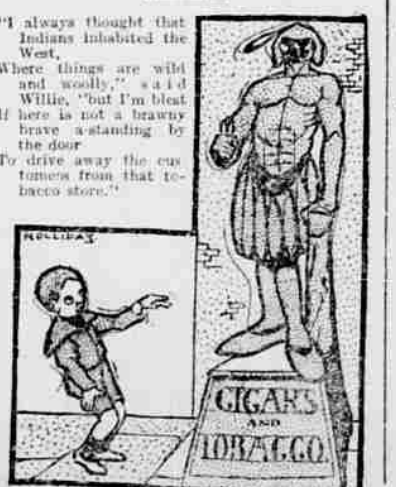 "I always thought that
Indians inhabited the
West,
Where things are wild
and woolly," said
Willie, "but I'm blest
If here is not a brawny
brave a-standing by
the door
To drive away the cus
tomers from that to-
bacco store."
HOLLIDAY
CIGARS
AND
TOBACCO.